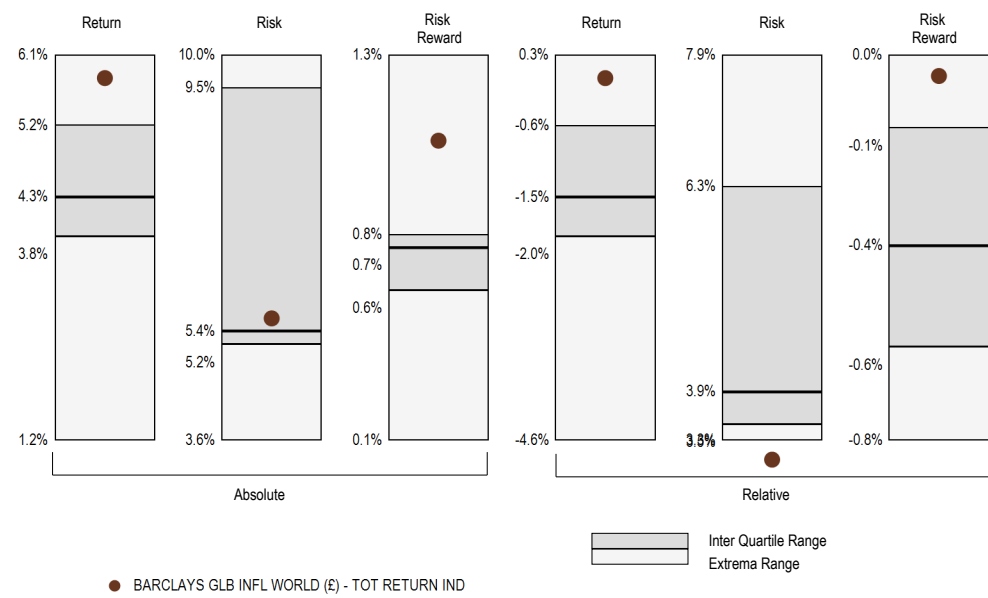 Return
Risk
Risk
Reward
Return
Risk
Risk
Reward
6.1%
5.2%
4.3%
3.8%
1.2%
10.0%
9.5%
5.4%
5.2%
3.6%
1.3%
0.8%
0.7%
0.6%
0.1%
0.3%
-0.6%
-1.5%
-2.0%
-4.6%
7.9%
6.3%
3.9%
0.0%
-0.1%
-0.4%
-0.6%
-0.8%
Absolute
Relative
Inter Quartile Range
Extrema Range
BARCLAYS GLB INFL WORLD (£) - TOT RETURN IND